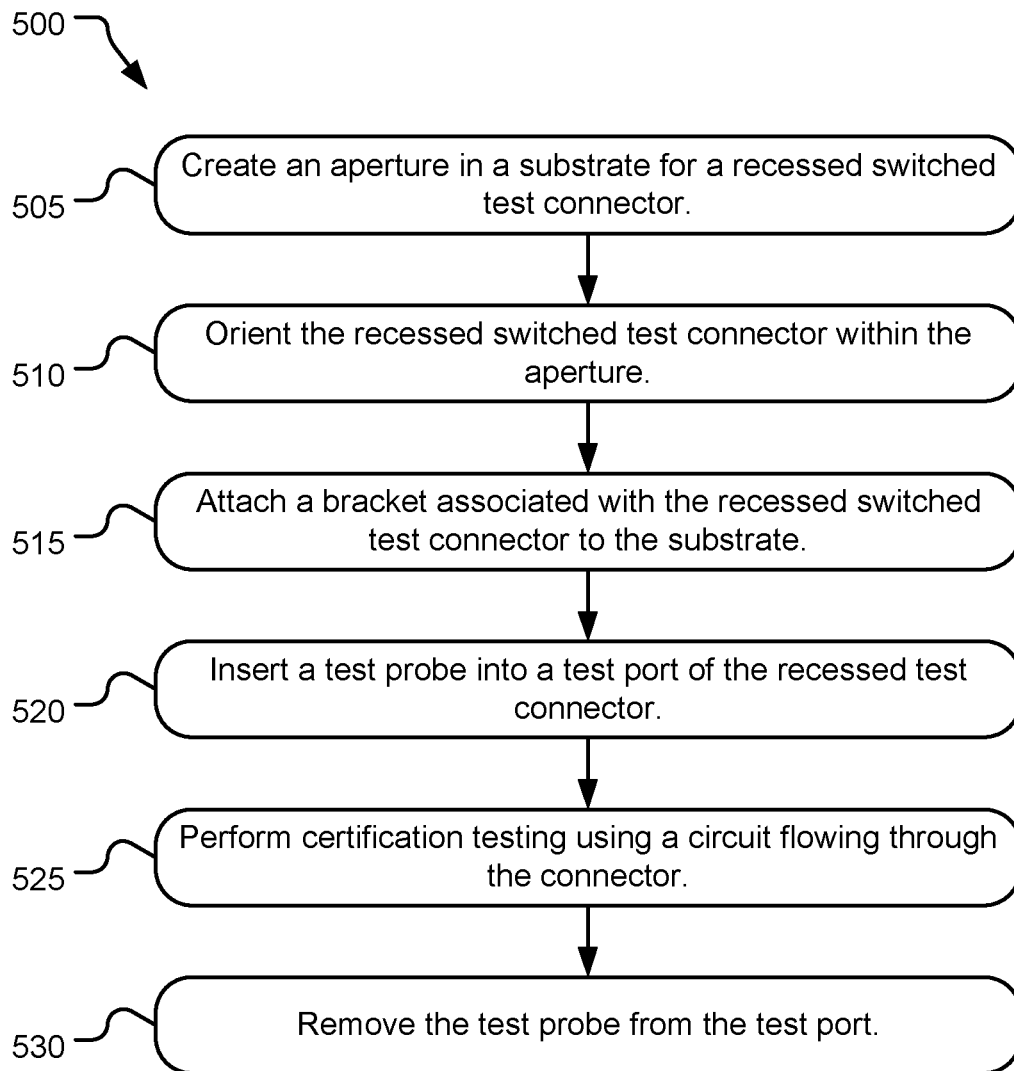 500
Create an aperture in a substrate for a recessed switched
test connector.
505
Orient the recessed switched test connector within the
aperture.
510
Attach a bracket associated with the recessed switched
test connector to the substrate.
515
Insert a test probe into a test port of the recessed test
connector.
520
Perform certification testing using a circuit flowing through
the connector.
525
Remove the test probe from the test port.
530